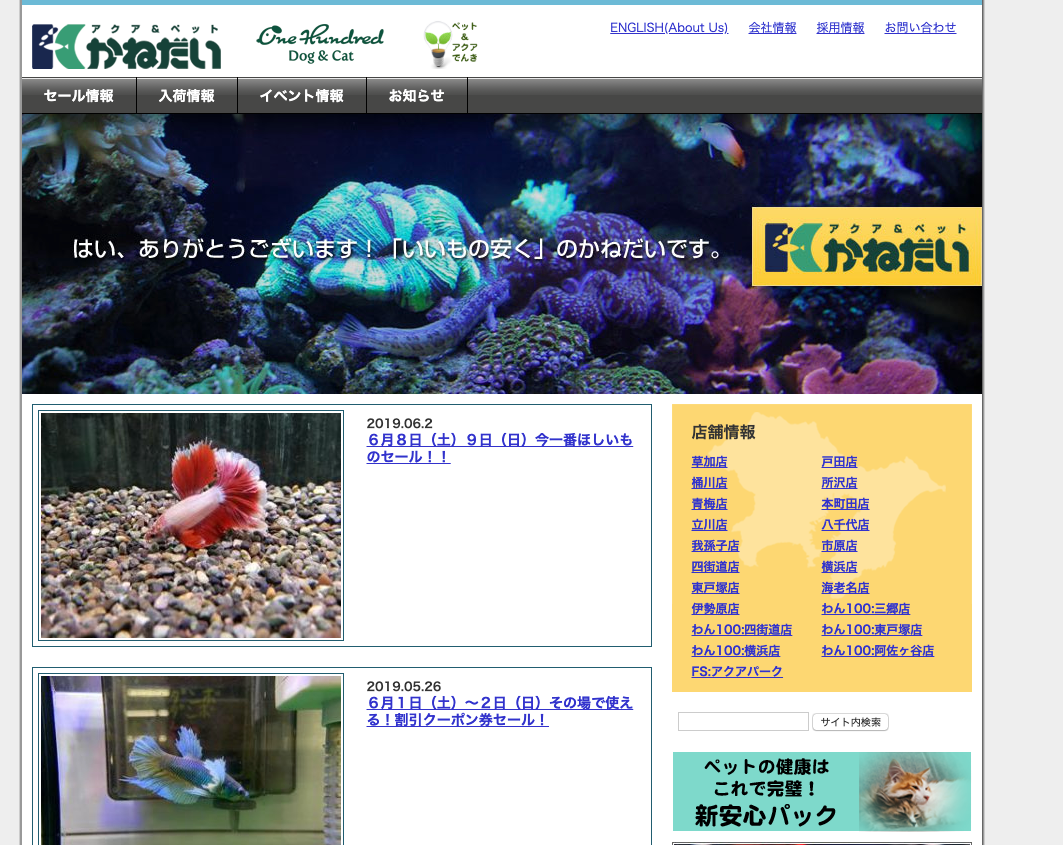 アクア&ペット
かねだい
One Hundred
Dog & Cat
ペット
&
アクア
でんき
ENGLISH(About Us) 会社情報 採用情報 お問い合わせ
セール情報 入荷情報 イベント情報 お知らせ
はい、ありがとうございます！「いいもの安く」のかねだいです。
アクア&ペット
かねだい
2019.06.2
６月８日（土）９日（日）今一番ほしいも
のセール！！
2019.05.26
６月１日（土）～２日（日）その場で使え
る！割引クーポン券セール！
店舗情報
草加店 戸田店
桶川店 所沢店
青梅店 本町田店
立川店 八千代店
我孫子店 市原店
四街道店 横浜店
東戸塚店 海老名店
伊勢原店 わん100:三郷店
わん100:四街道店 わん100:東戸塚店
わん100:横浜店 わん100:阿佐ヶ谷店
FS:アクアパーク
サイト内検索
ペットの健康は
これで完璧！
新安心パック